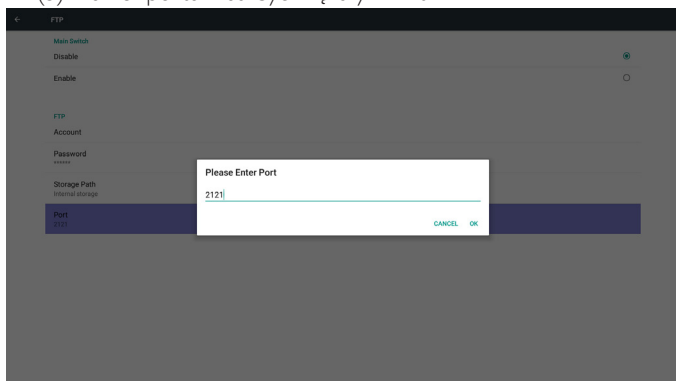 FTP
Main Switch
Disable
Enable
FTP
Account
Password
******
Storage Path
Internal storage
Port
2121
Please Enter Port
2121
CANCEL OK